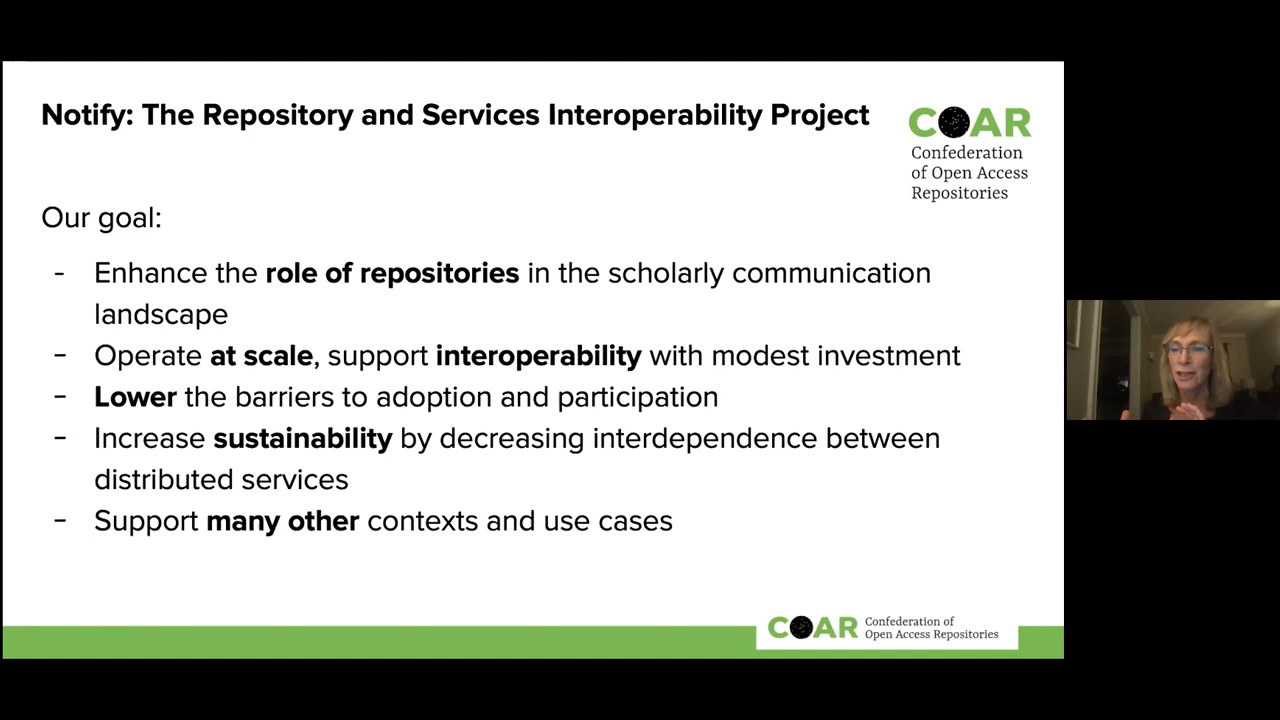 Notify: The Repository and Services Interoperability Project
COAR
Confederation
of Open Access
Repositories
Our goal:
- Enhance the role of repositories in the scholarly communication
landscape
- Operate at scale, support interoperability with modest investment
- Lower the barriers to adoption and participation
- Increase sustainability by decreasing interdependence between
distributed services
- Support many other contexts and use cases
COAR
Confederation of
Open Access Repositories